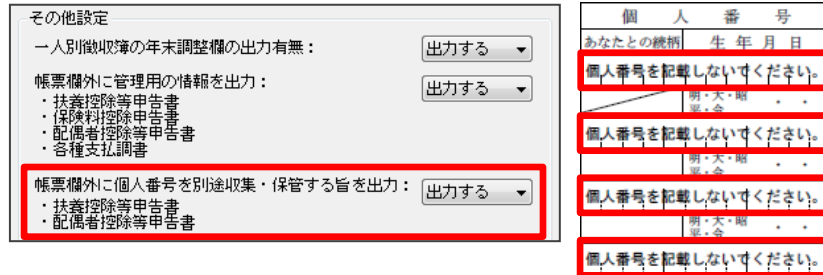 その他設定
一人別徴収簿の年末調整欄の出力有無：
出力する
帳票欄外に管理用の情報を出力：
出力する
・扶養控除等申告書
・保険料控除申告書
・配偶者控除等申告書
・各種支払調書
帳票欄外に個人番号を別途収集・保管する旨を出力：
出力する
・扶養控除等申告書
・配偶者控除等申告書
個 人 番 号
あなたとの続柄 生 年 月 日
個人番号を記載しないでください。
明・大・昭
平・令 ・ ・
個人番号を記載しないでください。
明・大・昭
平・令 ・ ・
個人番号を記載しないでください。
明・大・昭
平・令 ・ ・
個人番号を記載しないでください。